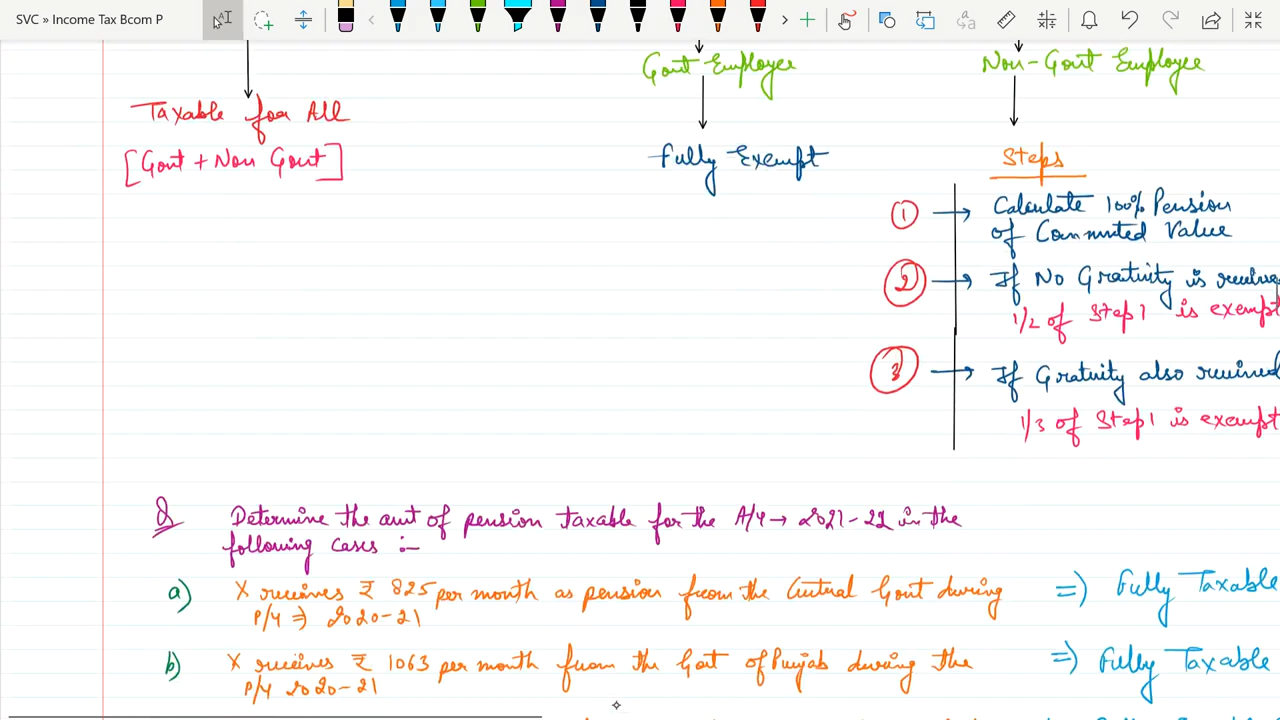 SVC » Income Tax Bcom P
Govt Employee
Non-Govt Employee
Taxable for All
[Govt + Non Govt]
Fully Exempt
Steps
1 Calculate 100% Pension
of Commuted Value
2 If No Gratuity is receive
1/2 of Step 1 is exempt
3 If Gratuity also received
1/3 of Step 1 is exempt
Q Determine the amt of pension taxable for the A/Y → 2021-22 in the
following cases :-
a) X receives ₹ 825 per month as pension from the Central Govt during ⇒ Fully Taxable
P/Y ⇒ 2020-21
b) X receives ₹ 1063 per month from the Govt of Punjab during the ⇒ Fully Taxable
P/Y 2020-21